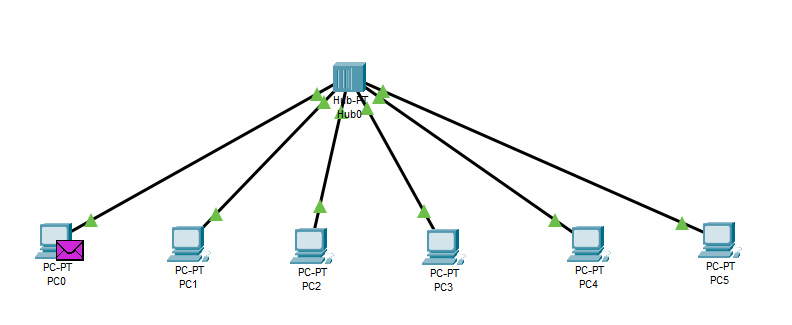 Hub-PT
Hub0
PC-PT
PC0
PC-PT
PC1
PC-PT
PC2
PC-PT
PC3
PC-PT
PC4
PC-PT
PC5